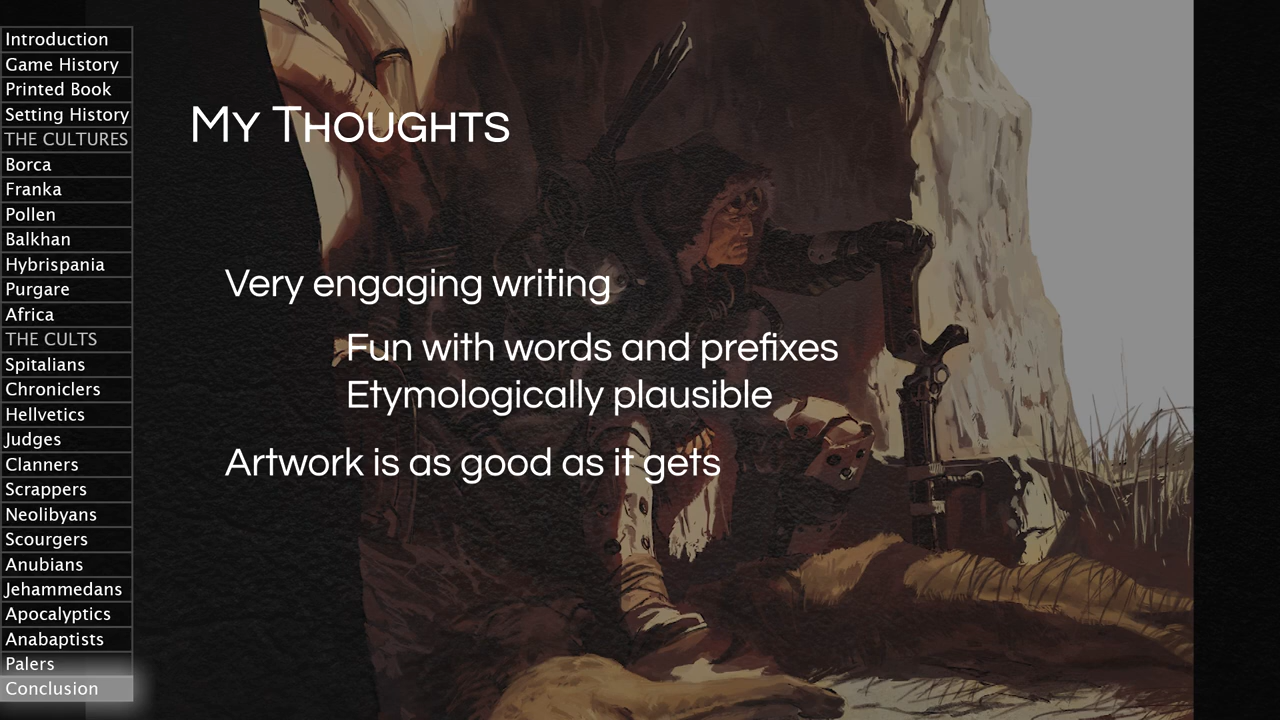 Introduction
Game History
Printed Book
Setting History
THE CULTURES
Borca
Franka
Pollen
Balkhan
Hybrispania
Purgare
Africa
THE CULTS
Spitalians
Chroniclers
Hellvetics
Judges
Clanners
Scrappers
Neolibyans
Scourgers
Anubians
Jehammedans
Apocalyptics
Anabaptists
Palers
Conclusion
My Thoughts
Very engaging writing
Fun with words and prefixes
Etymologically plausible
Artwork is as good as it gets